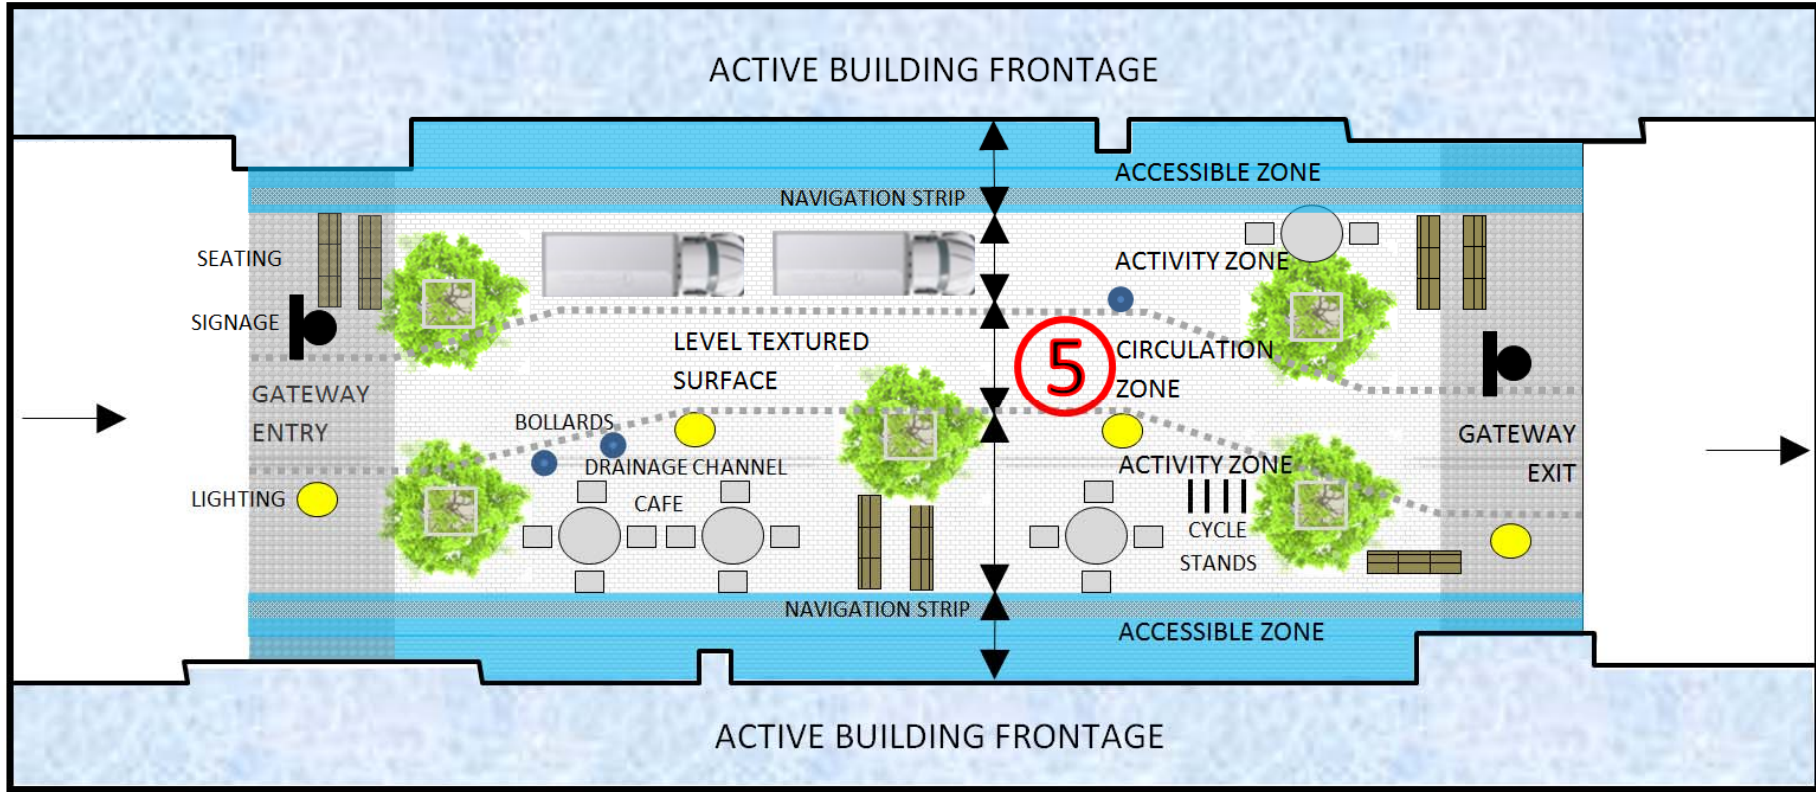 ACTIVE BUILDING FRONTAGE
ACCESSIBLE ZONE
NAVIGATION STRIP
SEATING
ACTIVITY ZONE
SIGNAGE
LEVEL TEXTURED
SURFACE
5
CIRCULATION
ZONE
GATEWAY
ENTRY
BOLLARDS
GATEWAY
EXIT
DRAINAGE CHANNEL
ACTIVITY ZONE
LIGHTING
CAFE
CYCLE
STANDS
NAVIGATION STRIP
ACCESSIBLE ZONE
ACTIVE BUILDING FRONTAGE